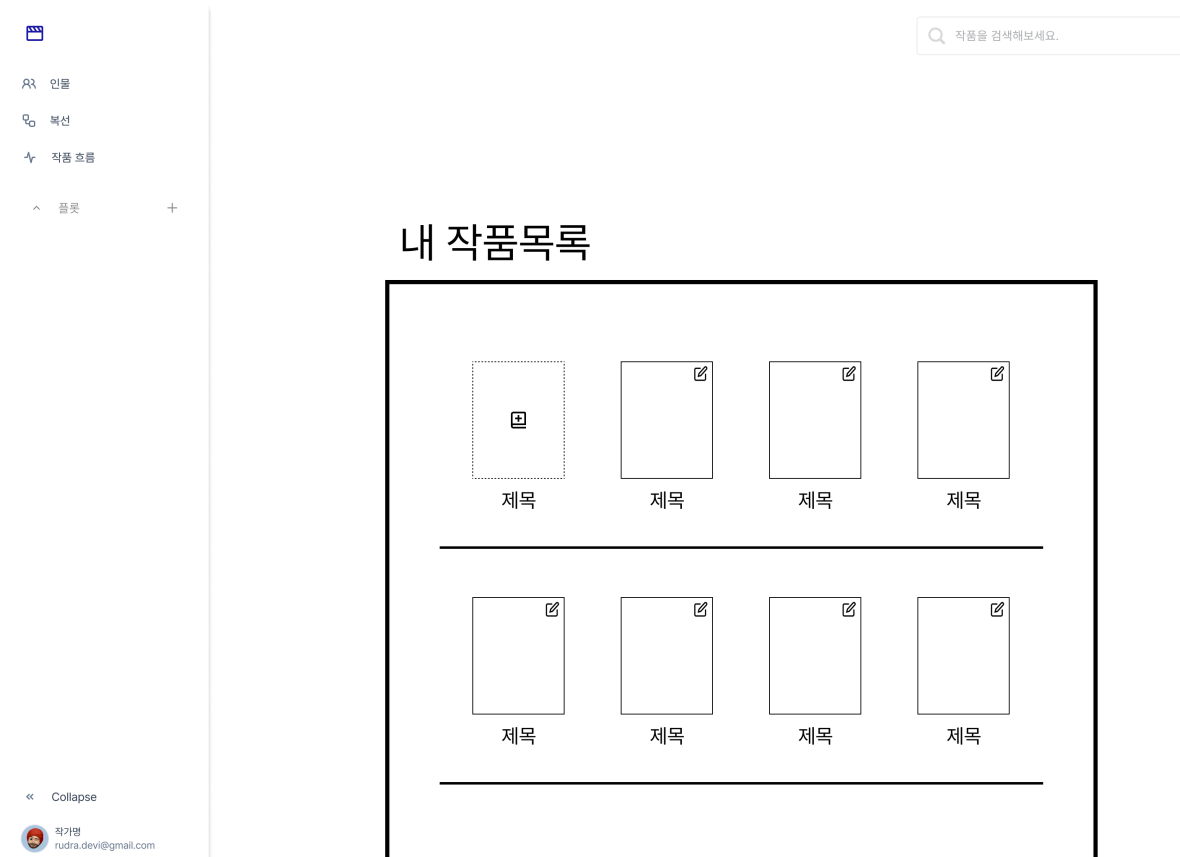 작품을 검색해보세요.
인물
복선
작품 흐름
플롯
내 작품목록
제목 제목 제목 제목
제목 제목 제목 제목
Collapse
작가명
rudra.devi@gmail.com